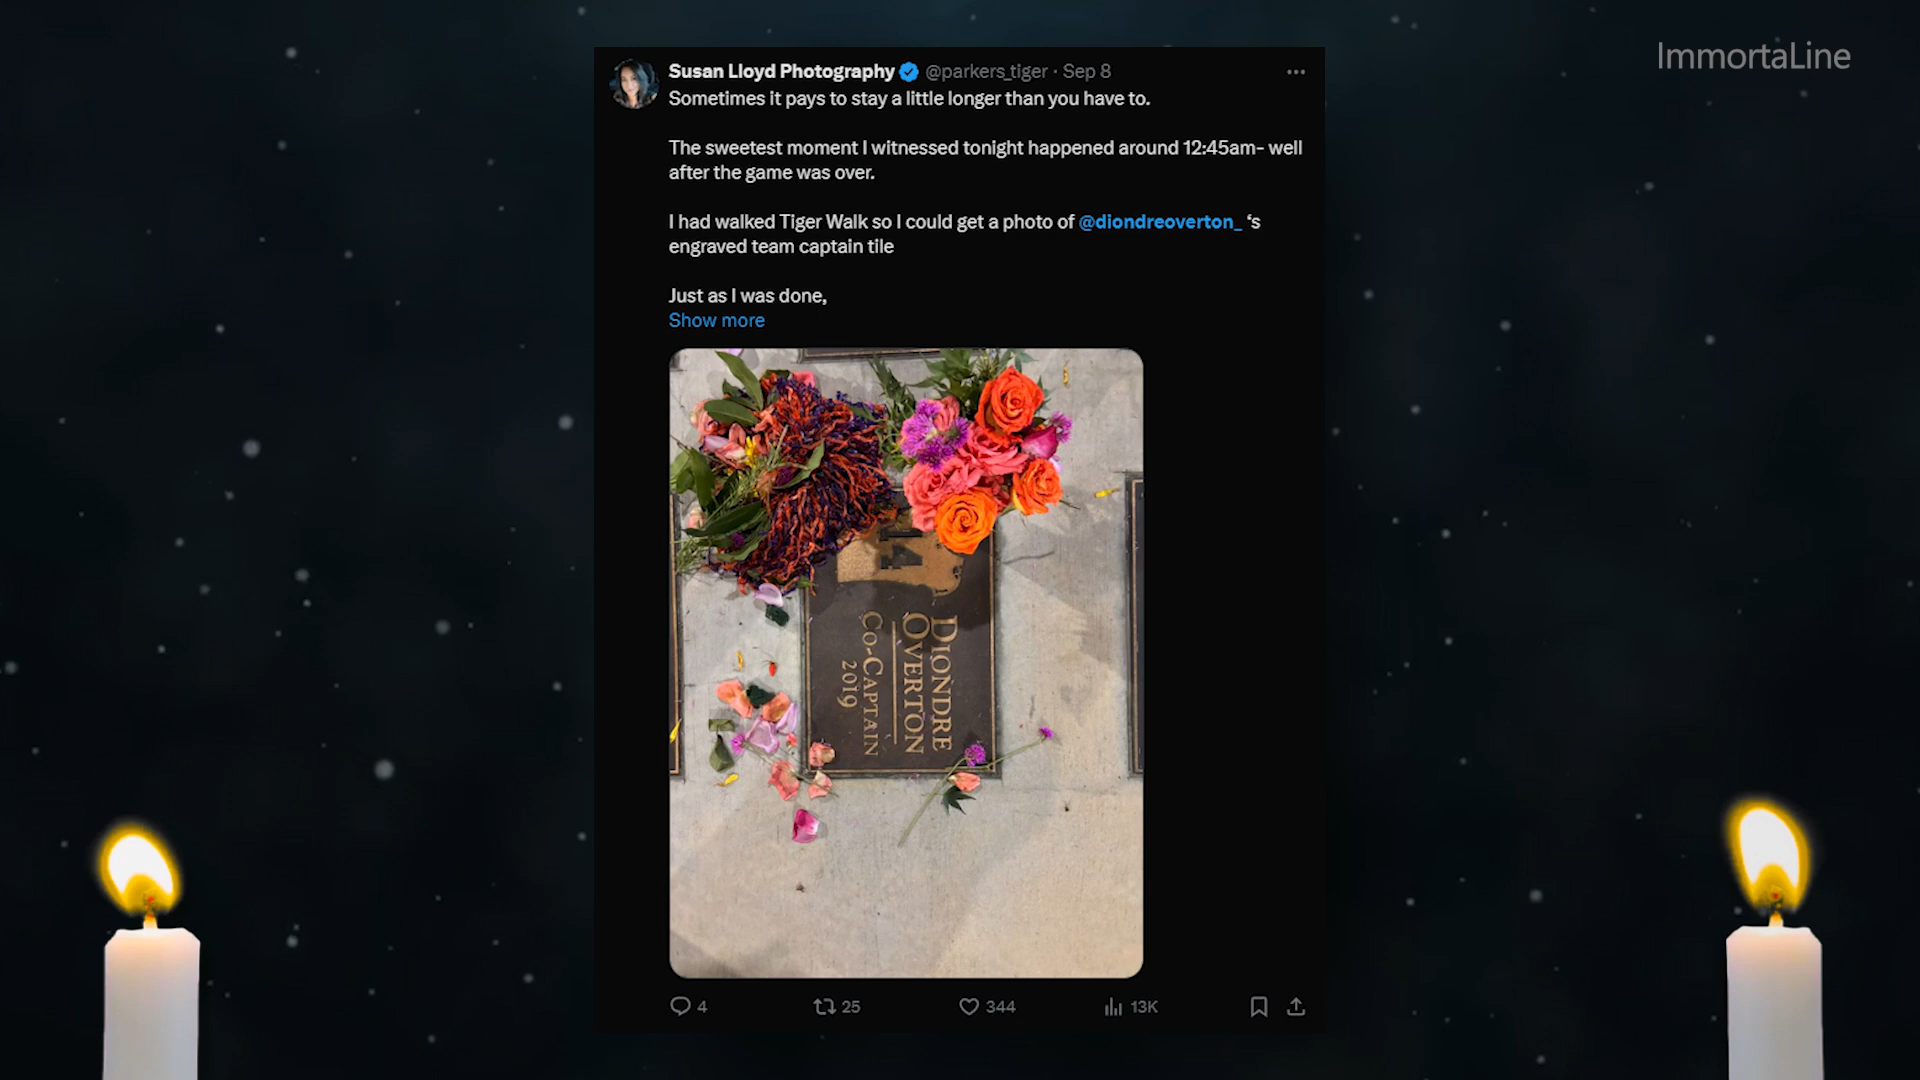 ImmortaLine
Susan Lloyd Photography @parkers_tiger · Sep 8
Sometimes it pays to stay a little longer than you have to.
The sweetest moment I witnessed tonight happened around 12:45am- well
after the game was over.
I had walked Tiger Walk so I could get a photo of @diondreoverton_ ‘s
engraved team captain tile
Just as I was done,
Show more
14
DIONDRE
OVERTON
CO-CAPTAIN
2019
4
25
344
13K